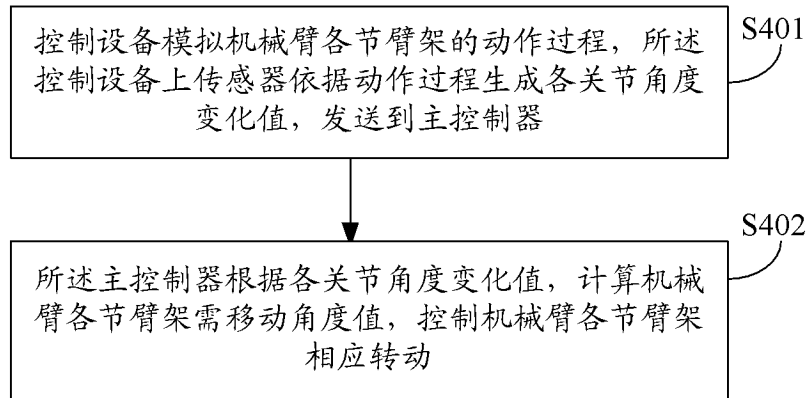 控制设备模拟机械臂各节臂架的动作过程，所述
控制设备上传感器依据动作过程生成各关节角度
变化值，发送到主控制器
S401
所述主控制器根据各关节角度变化值，计算机械
臂各节臂架需移动角度值，控制机械臂各节臂架
相应转动
S402